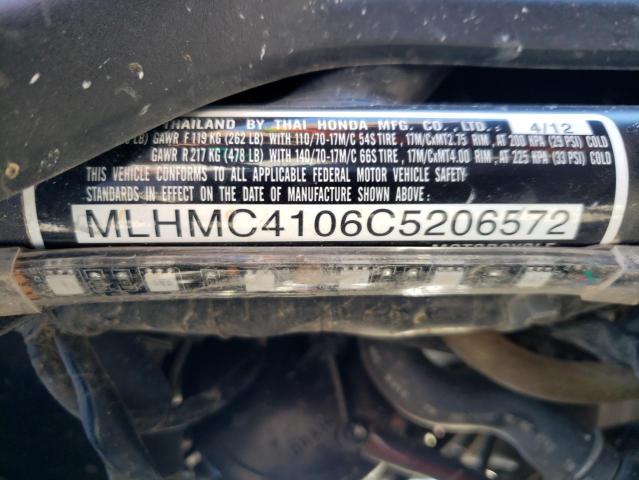 THAILAND BY THAI HONDA MFG. CO., LTD.: 4/12
LB) GAWR F 119 KG (262 LB) WITH 110/70-17M/C 54S TIRE, 17M/CxMT2.75 RIM, AT 200 KPA (29 PSI) COLD
GAWR R 217 KG (478 LB) WITH 140/70-17M/C 66S TIRE, 17M/CxMT4.00 RIM, AT 225 KPA (33 PSI) COLD
THIS VEHICLE CONFORMS TO ALL APPLICABLE FEDERAL MOTOR VEHICLE SAFETY
STANDARDS IN EFFECT ON THE DATE OF MANUFACTURE SHOWN ABOVE.
MLHMC4106C5206572
MOTORCYCLE